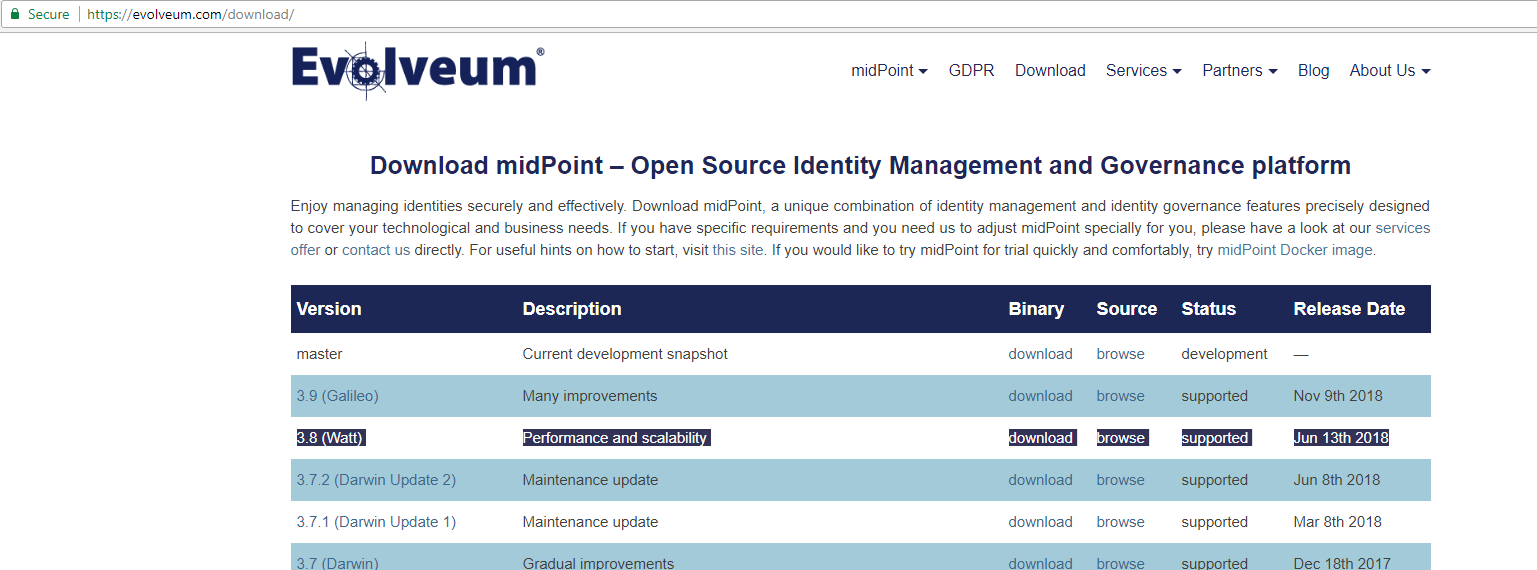 Secure https://evolveum.com/download/
Evolveum®
midPoint GDPR Download Services Partners Blog About Us
Download midPoint – Open Source Identity Management and Governance platform
Enjoy managing identities securely and effectively. Download midPoint, a unique combination of identity management and identity governance features precisely designed
to cover your technological and business needs. If you have specific requirements and you need us to adjust midPoint specially for you, please have a look at our services
offer or contact us directly. For useful hints on how to start, visit this site. If you would like to try midPoint for trial quickly and comfortably, try midPoint Docker image.
Version Description Binary Source Status Release Date
master Current development snapshot download browse development —
3.9 (Galileo) Many improvements download browse supported Nov 9th 2018
3.8 (Watt) Performance and scalability download browse supported Jun 13th 2018
3.7.2 (Darwin Update 2) Maintenance update download browse supported Jun 8th 2018
3.7.1 (Darwin Update 1) Maintenance update download browse supported Mar 8th 2018
3.7 (Darwin) Gradual improvements download browse supported Dec 18th 2017